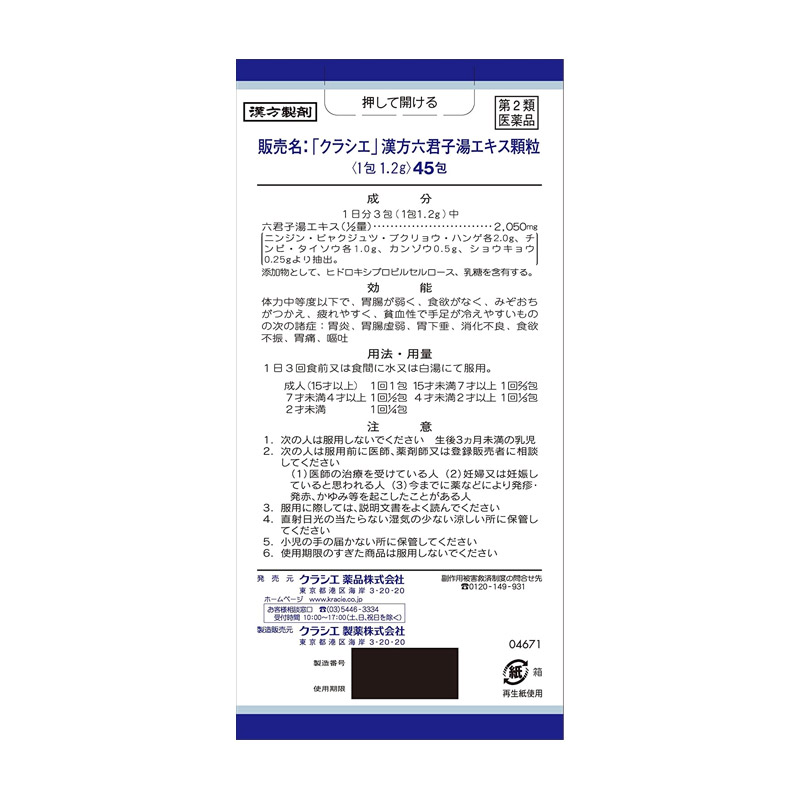 押して開ける
漢方製剤
第2類
医薬品
販売名:「クラシエ」漢方六君子湯エキス顆粒
〈1包 1.2g〉45包
成 分
1日分3包(1包1.2g)中
六君子湯エキス(½量)…………………………2,050mg
ニンジン・ビャクジュツ・ブクリョウ・ハンゲ各2.0g、チ
ンピ・タイソウ各1.0g、カンゾウ0.5g、ショウキョウ
0.25gより抽出。
添加物として、ヒドロキシプロピルセルロース、乳糖を含有する。
効 能
体力中等度以下で、胃腸が弱く、食欲がなく、みぞおち
がつかえ、疲れやすく、貧血性で手足が冷えやすいもの
の次の諸症:胃炎、胃腸虚弱、胃下垂、消化不良、食欲
不振、胃痛、嘔吐
用法・用量
1日3回食前又は食間に水又は白湯にて服用。
成人(15才以上) 1回1包 15才未満7才以上 1回⅔包
7才未満4才以上 1回½包 4才未満2才以上 1回⅓包
2才未満 1回¼包
注 意
1. 次の人は服用しないでください 生後3ヵ月未満の乳児
2. 次の人は服用前に医師、薬剤師又は登録販売者に相談
してください
(1)医師の治療を受けている人 (2)妊婦又は妊娠し
ていると思われる人 (3)今までに薬などにより発疹・
発赤、かゆみ等を起こしたことがある人
3. 服用に際しては、説明文書をよく読んでください
4. 直射日光の当たらない湿気の少ない涼しい所に保管し
てください
5. 小児の手の届かない所に保管してください
6. 使用期限のすぎた商品は服用しないでください
発売元 クラシエ 薬品株式会社
東京都港区海岸 3-20-20
ホームページ www.kracie.co.jp
お客様相談窓口 ☎(03)5446-3334
受付時間 10:00〜17:00(土、日、祝日を除く)
製造販売元 クラシエ 製薬株式会社
東京都港区海岸 3-20-20
副作用被害救済制度の問合せ先
☎0120-149-931
04671
製造番号
使用期限
紙 箱
再生紙使用